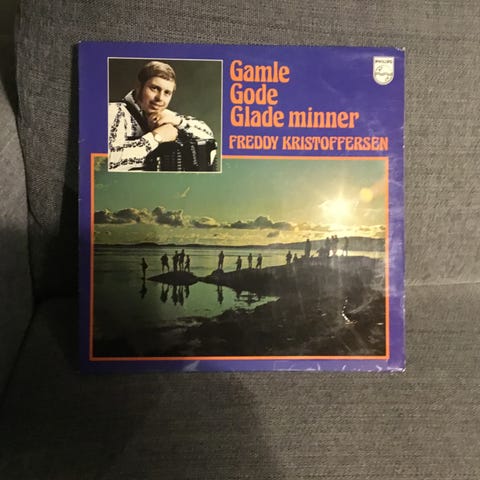 Gamle
Gode
Glade minner
FREDDY KRISTOFFERSEN
PHILIPS